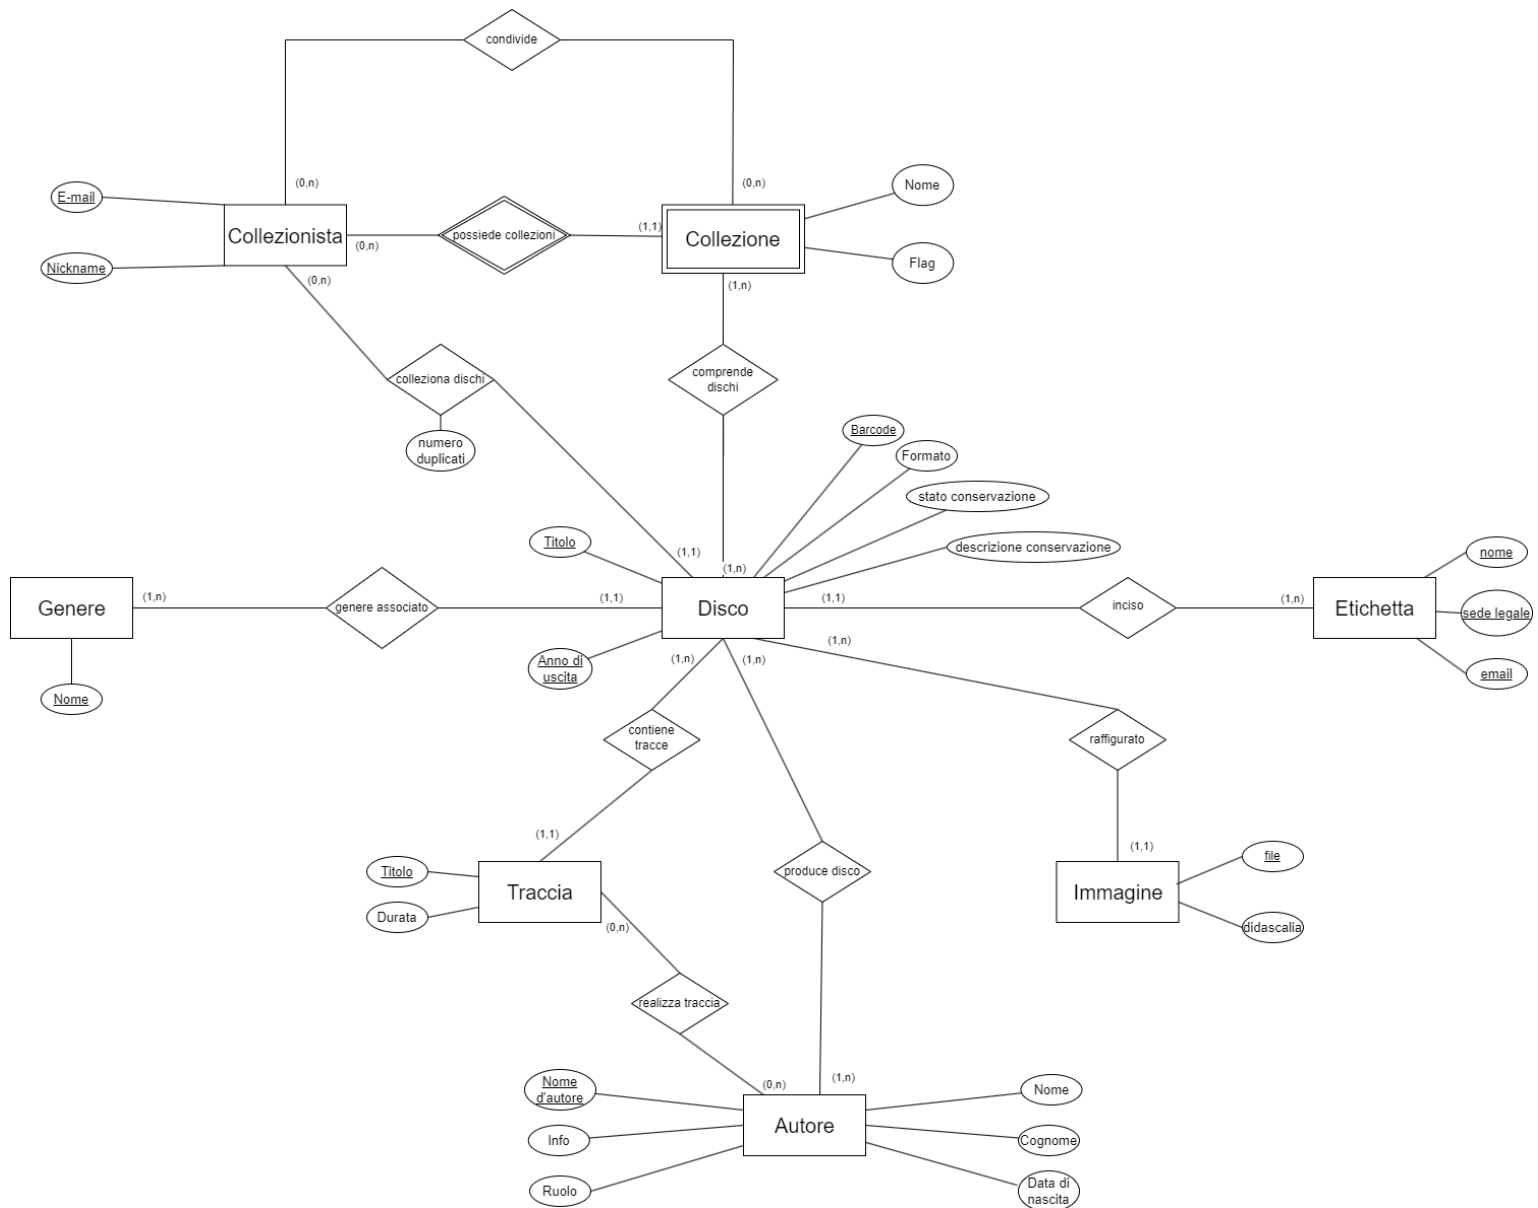 condivide
(0,n)
(0,n)
E-mail
Nome
Collezionista
(0,n)
possiede collezioni
(1,1)
Collezione
Nickname
Flag
(0,n)
(1,n)
colleziona dischi
comprende
dischi
numero
duplicati
Barcode
Formato
stato conservazione
Titolo
descrizione conservazione
(1,1)
(1,n)
nome
Genere
(1,n)
genere associato
(1,1)
Disco
(1,1)
inciso
(1,n)
Etichetta
sede legale
(1,n)
Anno di
uscita
(1,n)
(1,n)
email
Nome
contiene
tracce
raffigurato
(1,1)
(1,1)
Titolo
produce disco
file
Traccia
Immagine
Durata
(0,n)
didascalia
realizza traccia
(0,n)
(1,n)
Nome
d'autore
Nome
Autore
Info
Cognome
Ruolo
Data di
nascita